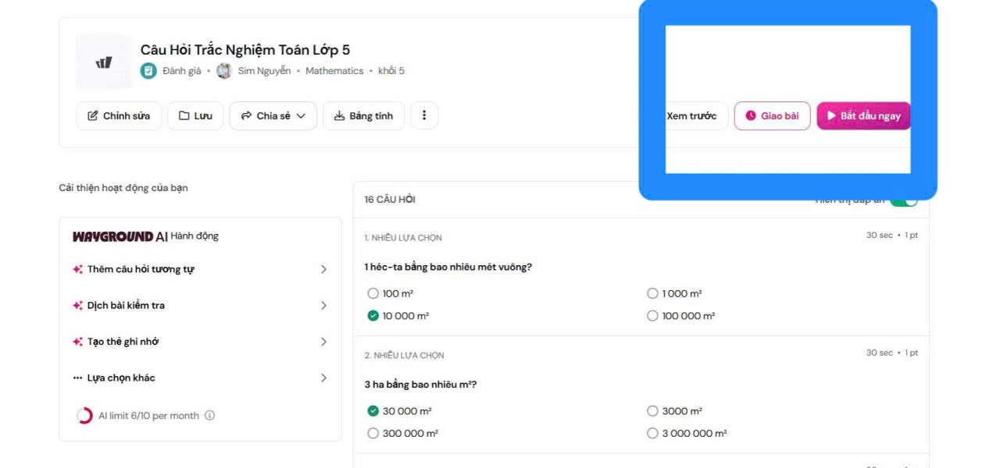 Câu Hỏi Trắc Nghiệm Toán Lớp 5
Đánh giá • Sim Nguyễn • Mathematics • khối 5
Chỉnh sửa Lưu Chia sẻ Bảng tính Xem trước Giao bài Bắt đầu ngay
Cải thiện hoạt động của bạn
WAYGROUND AI Hành động
Thêm câu hỏi tương tự
Dịch bài kiểm tra
Tạo thẻ ghi nhớ
Lựa chọn khác
AI limit 6/10 per month
16 CÂU HỎI
1. NHIỀU LỰA CHỌN 30 sec • 1 pt
1 héc-ta bằng bao nhiêu mét vuông?
100 m² 1 000 m²
10 000 m² 100 000 m²
2. NHIỀU LỰA CHỌN 30 sec • 1 pt
3 ha bằng bao nhiêu m²?
30 000 m² 3000 m²
300 000 m² 3 000 000 m²